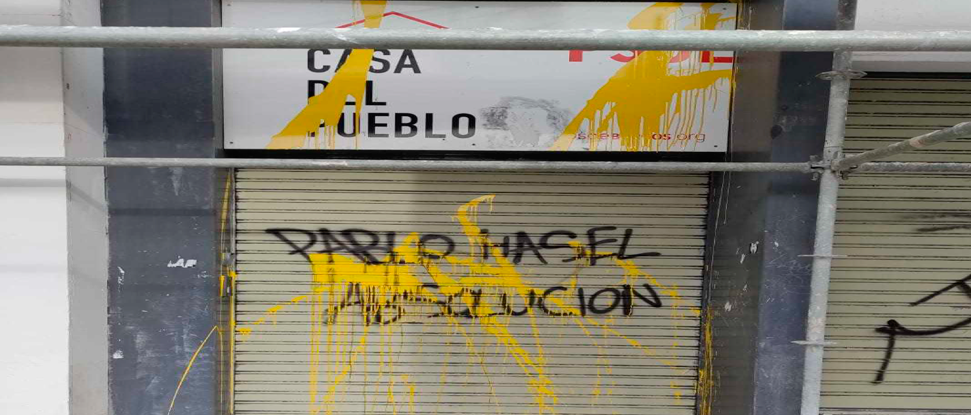 CASA
DEL
PUEBLO
PABLO HASEL
ABSOLUCION